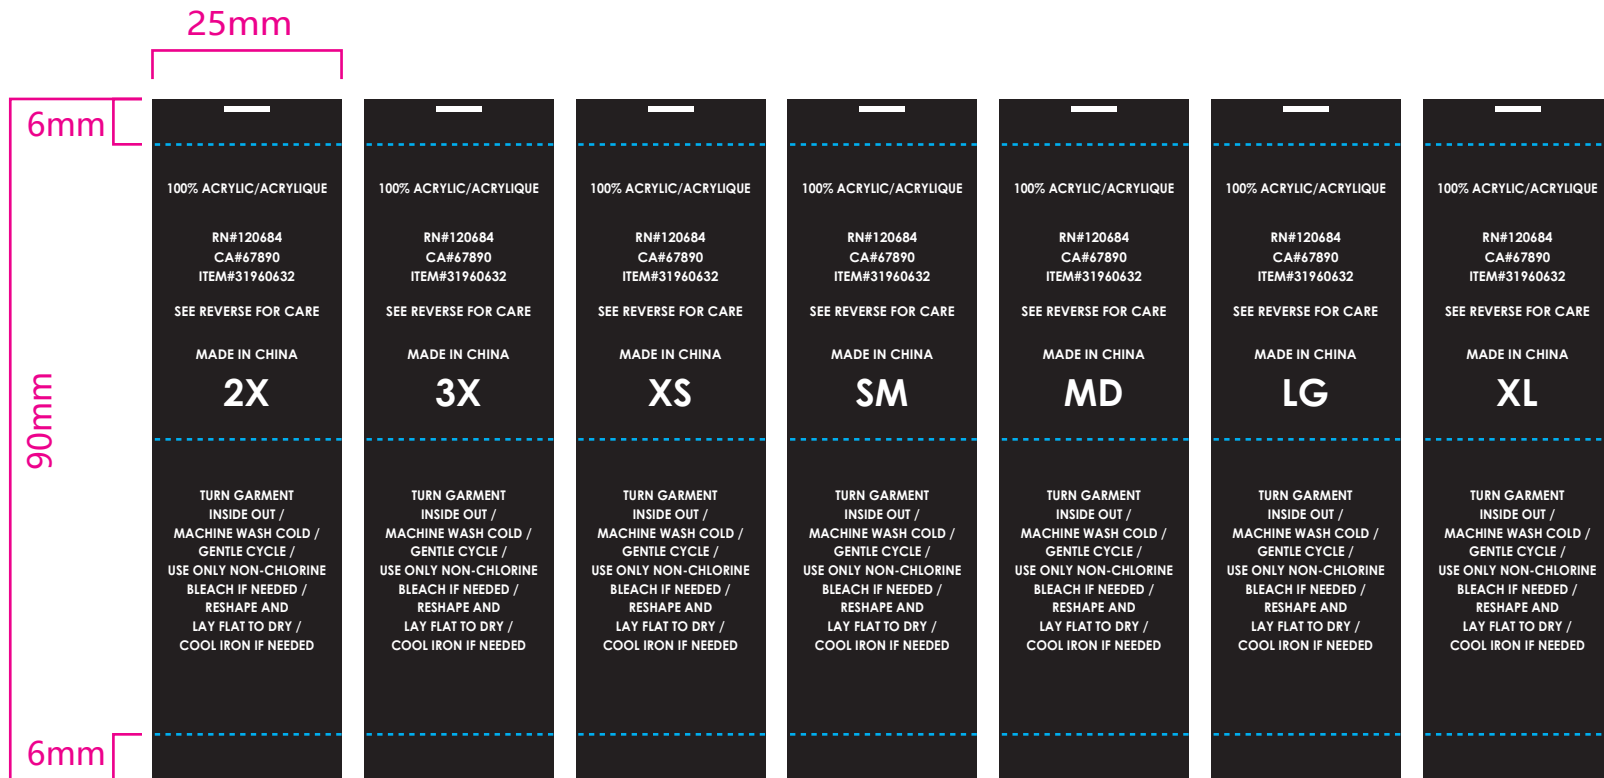 25mm
6mm
90mm
6mm
100% ACRYLIC/ACRYLIQUE
RN#120684
CA#67890
ITEM#31960632
SEE REVERSE FOR CARE
MADE IN CHINA
2X
TURN GARMENT
INSIDE OUT /
MACHINE WASH COLD /
GENTLE CYCLE /
USE ONLY NON-CHLORINE
BLEACH IF NEEDED /
RESHAPE AND
LAY FLAT TO DRY /
COOL IRON IF NEEDED
100% ACRYLIC/ACRYLIQUE
RN#120684
CA#67890
ITEM#31960632
SEE REVERSE FOR CARE
MADE IN CHINA
3X
TURN GARMENT
INSIDE OUT /
MACHINE WASH COLD /
GENTLE CYCLE /
USE ONLY NON-CHLORINE
BLEACH IF NEEDED /
RESHAPE AND
LAY FLAT TO DRY /
COOL IRON IF NEEDED
100% ACRYLIC/ACRYLIQUE
RN#120684
CA#67890
ITEM#31960632
SEE REVERSE FOR CARE
MADE IN CHINA
XS
TURN GARMENT
INSIDE OUT /
MACHINE WASH COLD /
GENTLE CYCLE /
USE ONLY NON-CHLORINE
BLEACH IF NEEDED /
RESHAPE AND
LAY FLAT TO DRY /
COOL IRON IF NEEDED
100% ACRYLIC/ACRYLIQUE
RN#120684
CA#67890
ITEM#31960632
SEE REVERSE FOR CARE
MADE IN CHINA
SM
TURN GARMENT
INSIDE OUT /
MACHINE WASH COLD /
GENTLE CYCLE /
USE ONLY NON-CHLORINE
BLEACH IF NEEDED /
RESHAPE AND
LAY FLAT TO DRY /
COOL IRON IF NEEDED
100% ACRYLIC/ACRYLIQUE
RN#120684
CA#67890
ITEM#31960632
SEE REVERSE FOR CARE
MADE IN CHINA
MD
TURN GARMENT
INSIDE OUT /
MACHINE WASH COLD /
GENTLE CYCLE /
USE ONLY NON-CHLORINE
BLEACH IF NEEDED /
RESHAPE AND
LAY FLAT TO DRY /
COOL IRON IF NEEDED
100% ACRYLIC/ACRYLIQUE
RN#120684
CA#67890
ITEM#31960632
SEE REVERSE FOR CARE
MADE IN CHINA
LG
TURN GARMENT
INSIDE OUT /
MACHINE WASH COLD /
GENTLE CYCLE /
USE ONLY NON-CHLORINE
BLEACH IF NEEDED /
RESHAPE AND
LAY FLAT TO DRY /
COOL IRON IF NEEDED
100% ACRYLIC/ACRYLIQUE
RN#120684
CA#67890
ITEM#31960632
SEE REVERSE FOR CARE
MADE IN CHINA
XL
TURN GARMENT
INSIDE OUT /
MACHINE WASH COLD /
GENTLE CYCLE /
USE ONLY NON-CHLORINE
BLEACH IF NEEDED /
RESHAPE AND
LAY FLAT TO DRY /
COOL IRON IF NEEDED